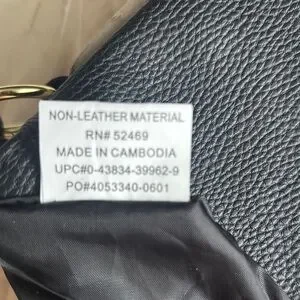 NON-LEATHER MATERIAL
RN# 52469
MADE IN CAMBODIA
UPC#0-43834-39962-9
PO#4053340-0601